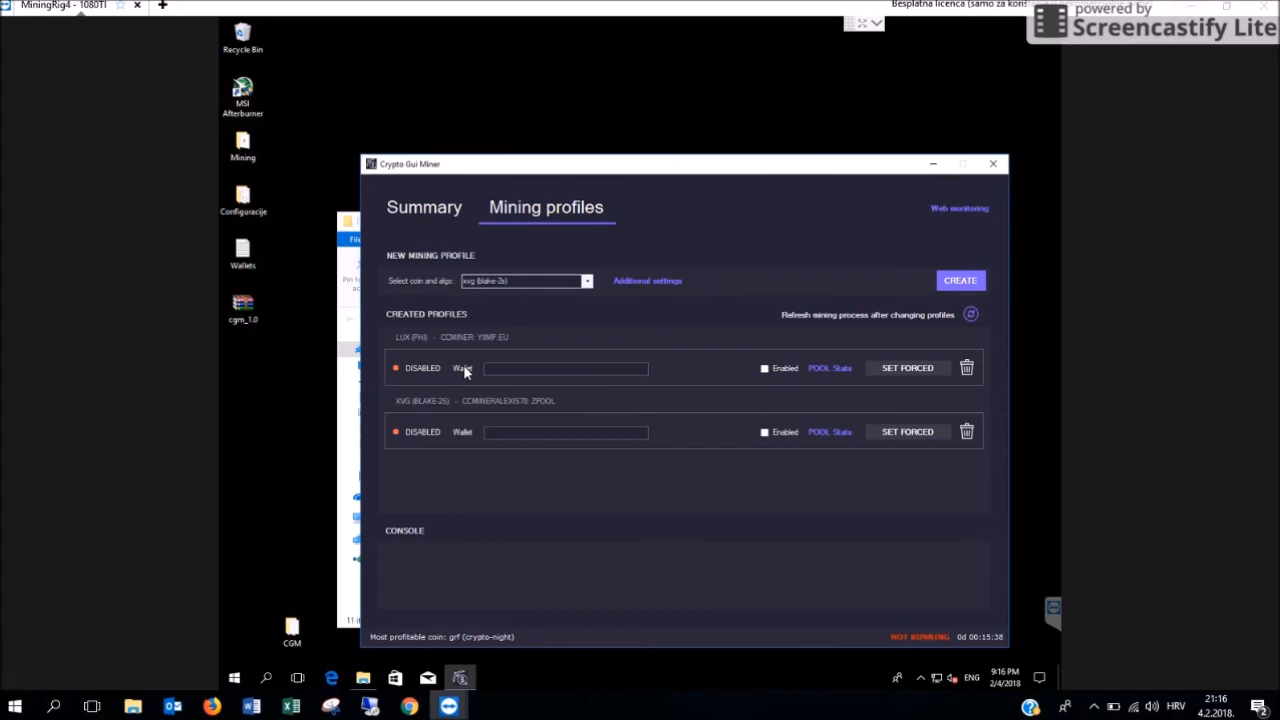 MiningRig4 - 1080TI
Besplatna licenca (samo za
powered by
Screencastify Lite
Recycle Bin
MSI
Afterburner
Mining
Configuracije
Wallets
cgm_1.0
CGM
Crypto Gui Miner
Summary
Mining profiles
Web monitoring
NEW MINING PROFILE
Select coin and algo:
xvg (blake-2s)
Additional settings
CREATE
CREATED PROFILES
Refresh mining process after changing profiles
LUX (PHI) - CCMINER: YIIMP.EU
DISABLED Wallet
Enabled POOL Stats SET FORCED
XVG (BLAKE-2S) - CCMINERALEXIS78: ZPOOL
DISABLED Wallet
Enabled POOL Stats SET FORCED
CONSOLE
Most profitable coin: grf (crypto-night)
NOT RUNNING 0d 00:15:38
ENG
9:16 PM
2/4/2018
HRV
21:16
4.2.2018.
2